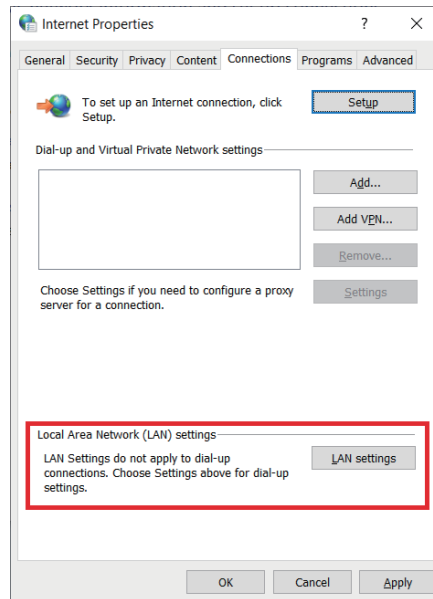 Internet Properties ? ×
General Security Privacy Content Connections Programs Advanced
To set up an Internet connection, click
Setup.
Setup
Dial-up and Virtual Private Network settings
Add...
Add VPN...
Remove...
Choose Settings if you need to configure a proxy
server for a connection.
Settings
Local Area Network (LAN) settings
LAN Settings do not apply to dial-up
connections. Choose Settings above for dial-up
settings.
LAN settings
OK Cancel Apply